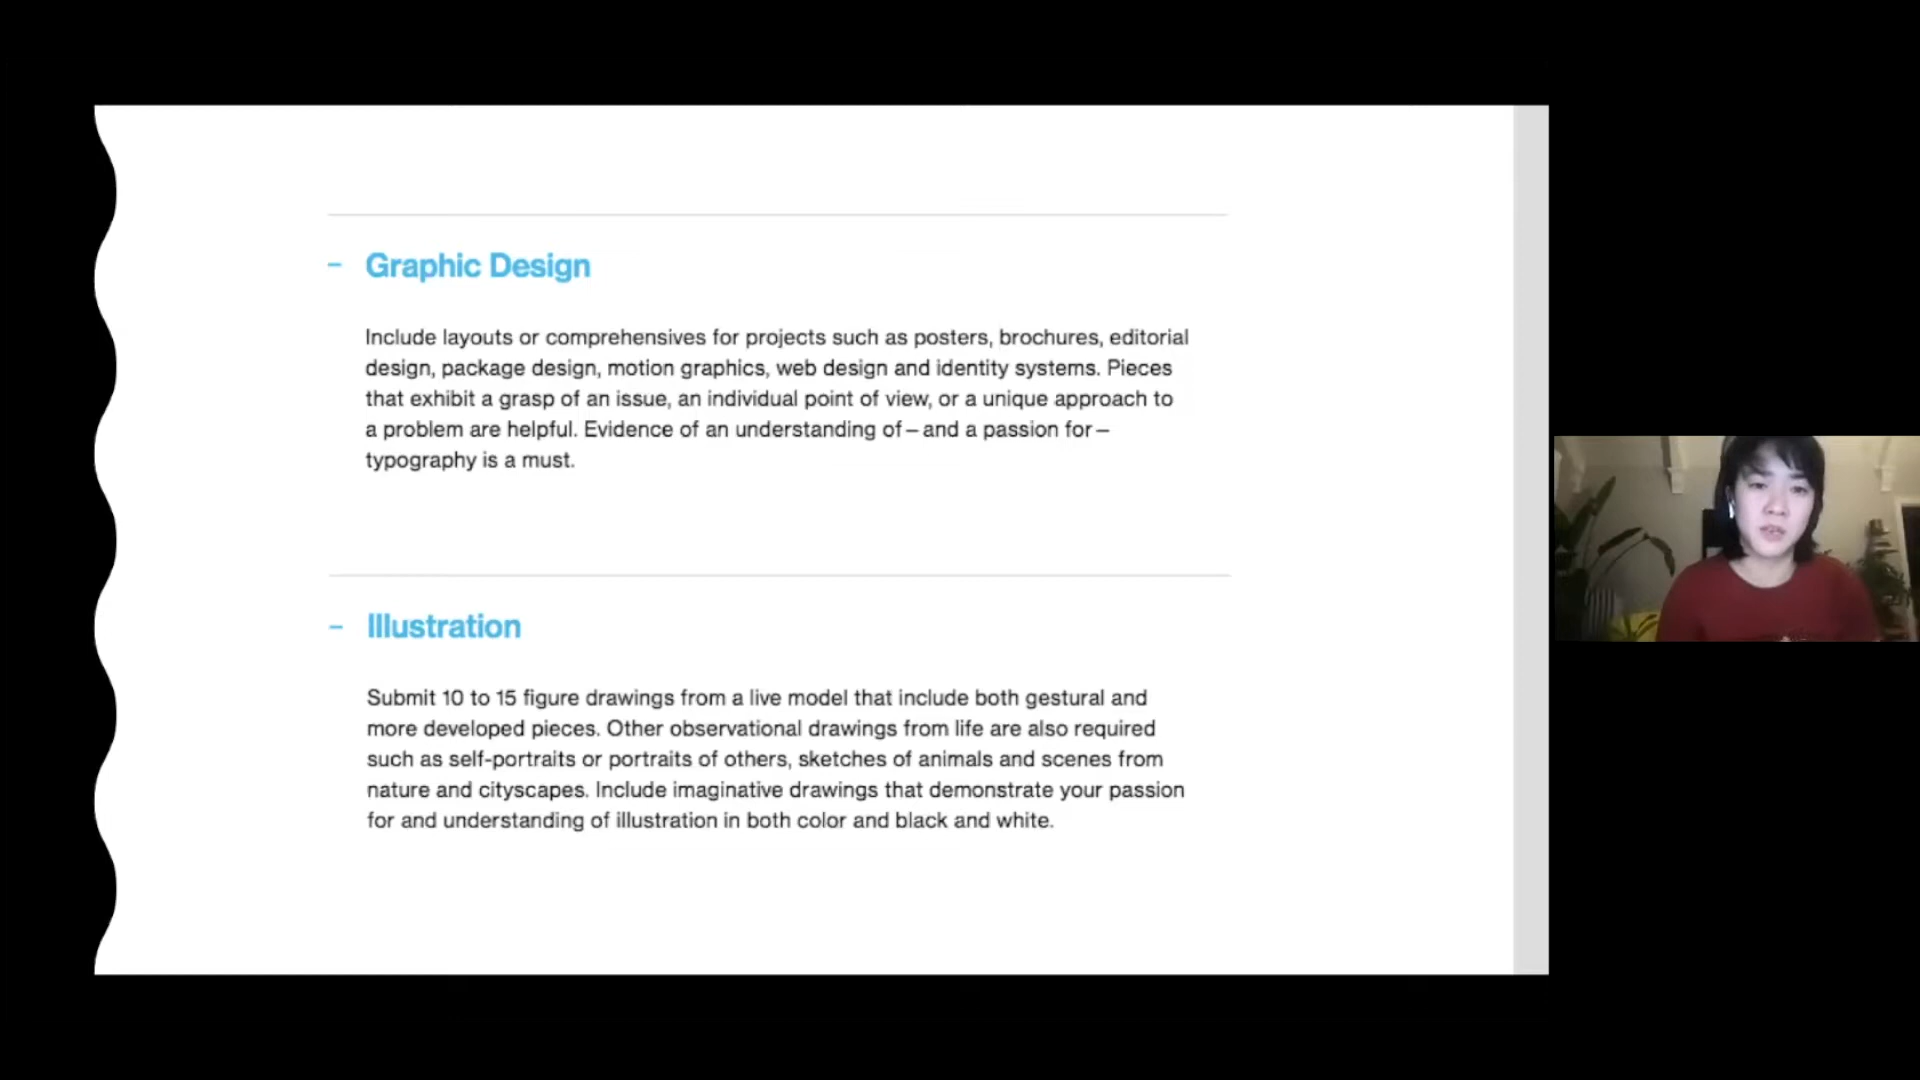 – Graphic Design
Include layouts or comprehensives for projects such as posters, brochures, editorial
design, package design, motion graphics, web design and identity systems. Pieces
that exhibit a grasp of an issue, an individual point of view, or a unique approach to
a problem are helpful. Evidence of an understanding of – and a passion for –
typography is a must.
– Illustration
Submit 10 to 15 figure drawings from a live model that include both gestural and
more developed pieces. Other observational drawings from life are also required
such as self-portraits or portraits of others, sketches of animals and scenes from
nature and cityscapes. Include imaginative drawings that demonstrate your passion
for and understanding of illustration in both color and black and white.